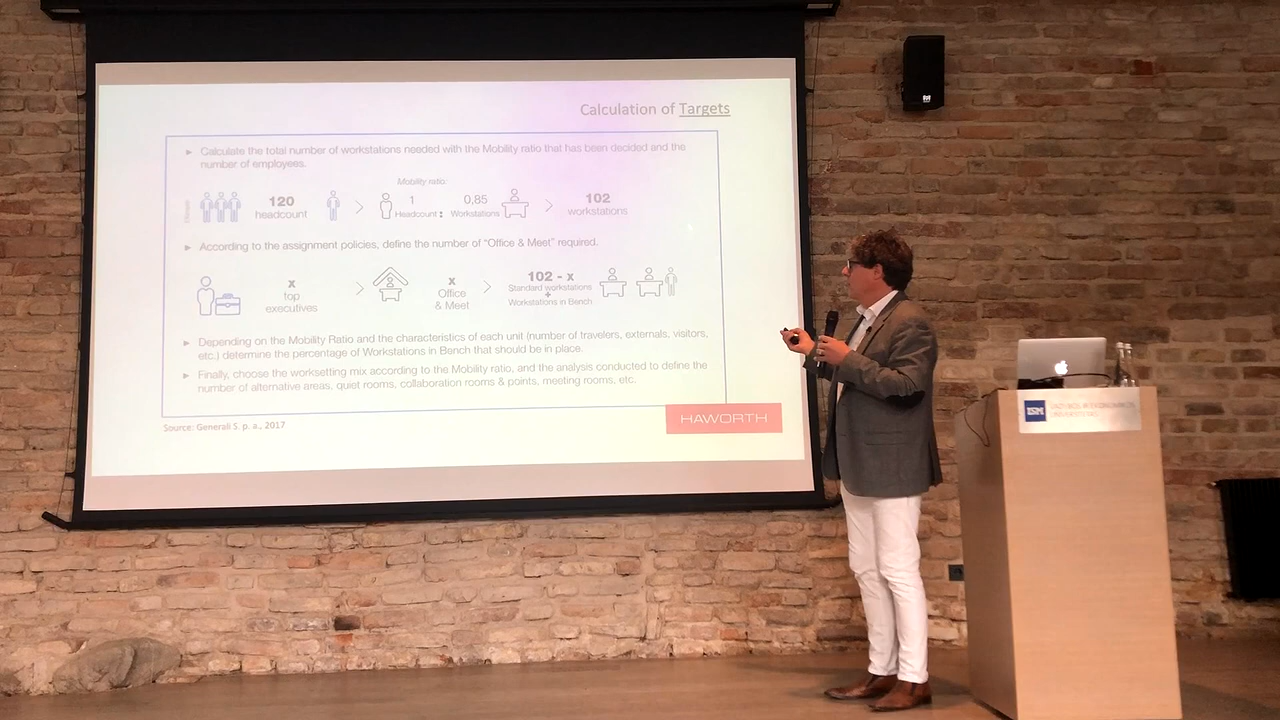 Calculation of Targets
► Calculate the total number of workstations needed with the Mobility ratio that has been decided and the
number of employees.
Mobility ratio:
120
headcount
1
Headcount :
0,85
Workstations
102
workstations
► According to the assignment policies, define the number of “Office & Meet” required.
x
top
executives
x
Office
& Meet
102 - x
Standard workstations
+
Workstations in Bench
► Depending on the Mobility Ratio and the characteristics of each unit (number of travelers, externals, visitors,
etc.) determine the percentage of Workstations in Bench that should be in place.
► Finally, choose the worksetting mix according to the Mobility ratio, and the analysis conducted to define the
number of alternative areas, quiet rooms, collaboration rooms & points, meeting rooms, etc.
HAWORTH
Source: Generali S. p. a., 2017
ISM